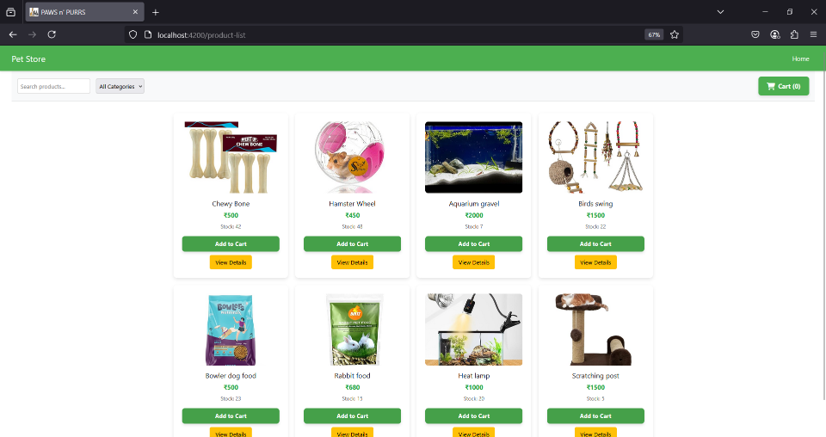 PAWS n' PURRS
localhost:4200/product-list
67%
Pet Store
Home
Search products...
All Categories
Cart (0)
CHEW BONE
Chewy Bone
₹500
Stock: 42
Add to Cart
View Details
Hamster Wheel
₹450
Stock: 48
Add to Cart
View Details
Aquarium gravel
₹2000
Stock: 7
Add to Cart
View Details
Birds swing
₹1500
Stock: 22
Add to Cart
View Details
BOWLERS
Bowler dog food
₹500
Stock: 23
Add to Cart
View Details
Rabbit food
₹680
Stock: 15
Add to Cart
View Details
Heat lamp
₹1000
Stock: 20
Add to Cart
View Details
Scratching post
₹1500
Stock: 3
Add to Cart
View Details